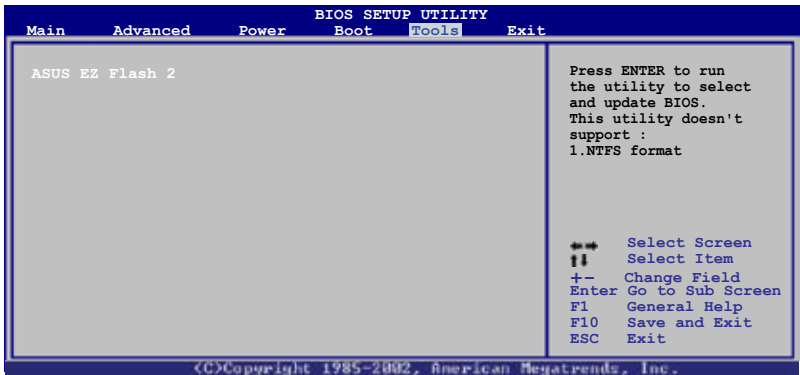 BIOS SETUP UTILITY
Main Advanced Power Boot Tools Exit
ASUS EZ Flash 2
Press ENTER to run
the utility to select
and update BIOS.
This utility doesn't
support :
1.NTFS format
Select Screen
Select Item
+- Change Field
Enter Go to Sub Screen
F1 General Help
F10 Save and Exit
ESC Exit
(C)Copyright 1985-2002, American Megatrends, Inc.